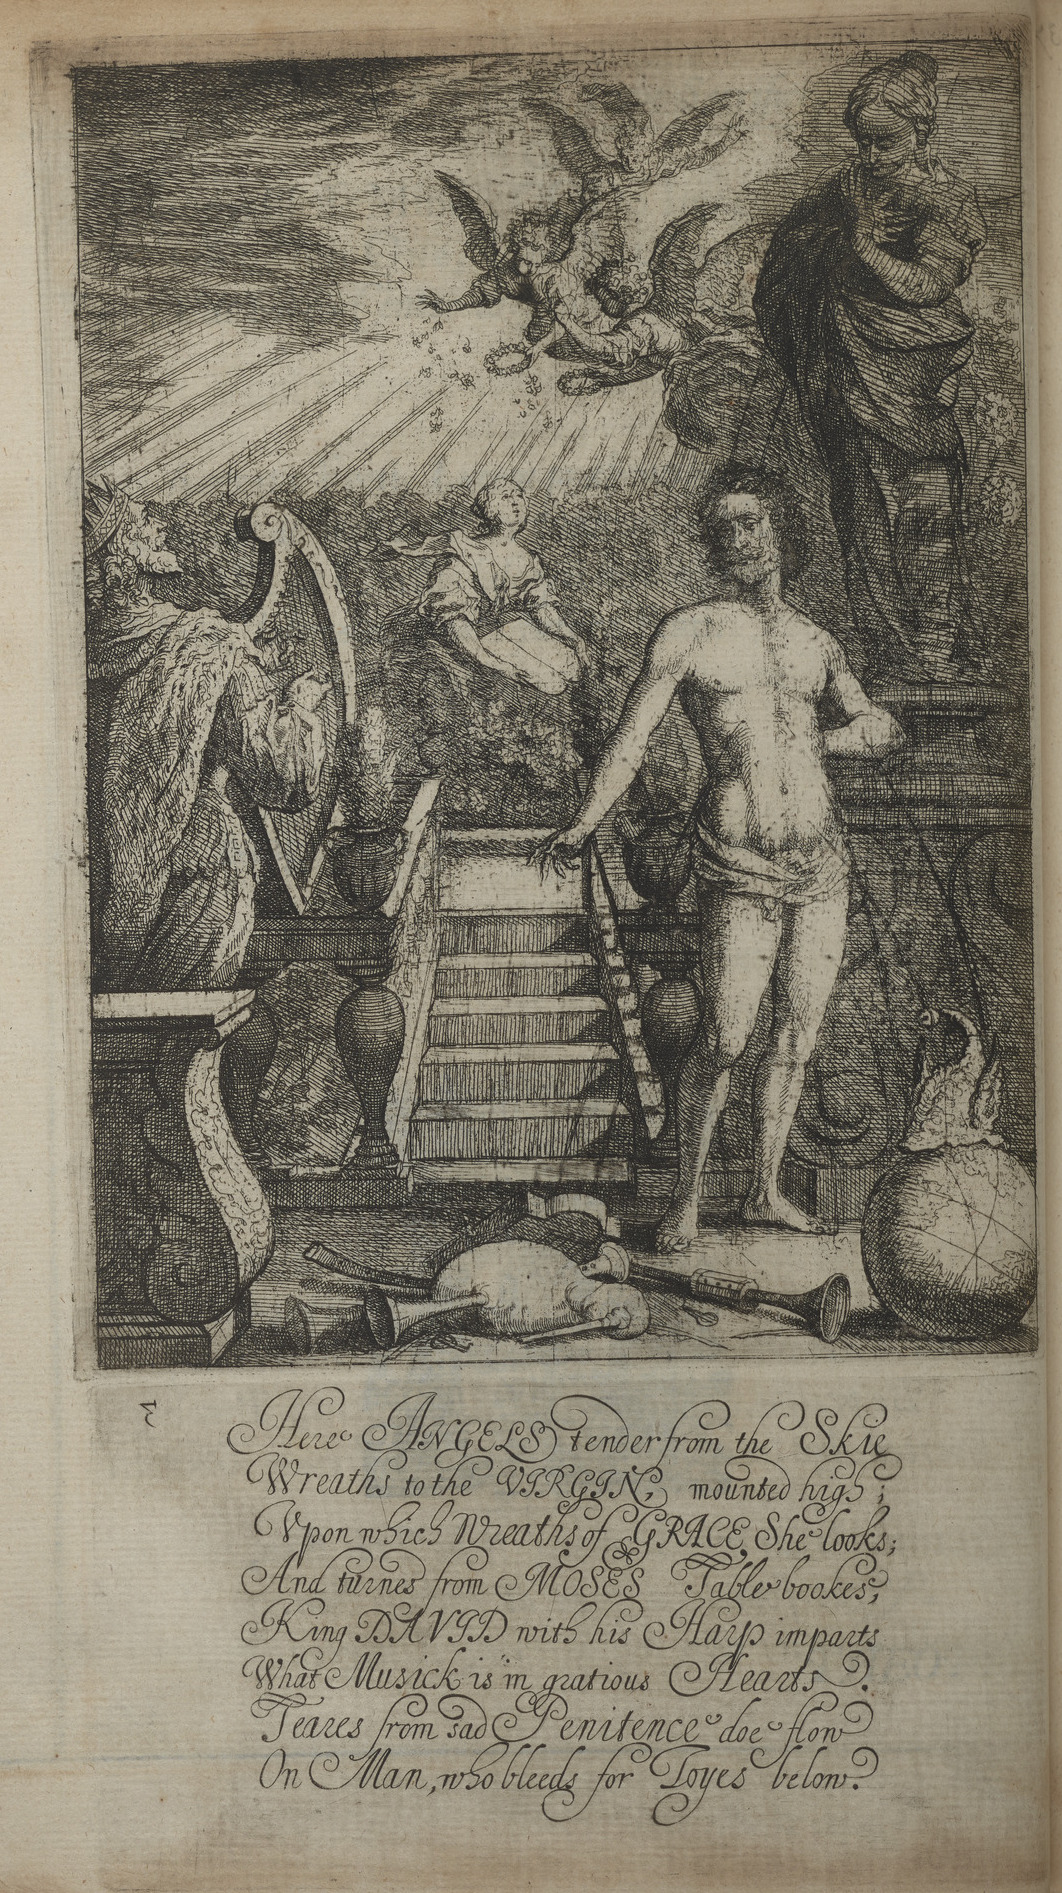 Here ANGELS tender from the Skie
Wreaths to the VIRGIN, mounted high;
Vpon which Wreaths of GRACE, She looks;
And turnes from MOSES Table bookes;
King DAVID with his Harp imparts
What Musick is in gratious Hearts.
Teares from sad Penitence doe flow
On Man, who bleeds for Toyes below.